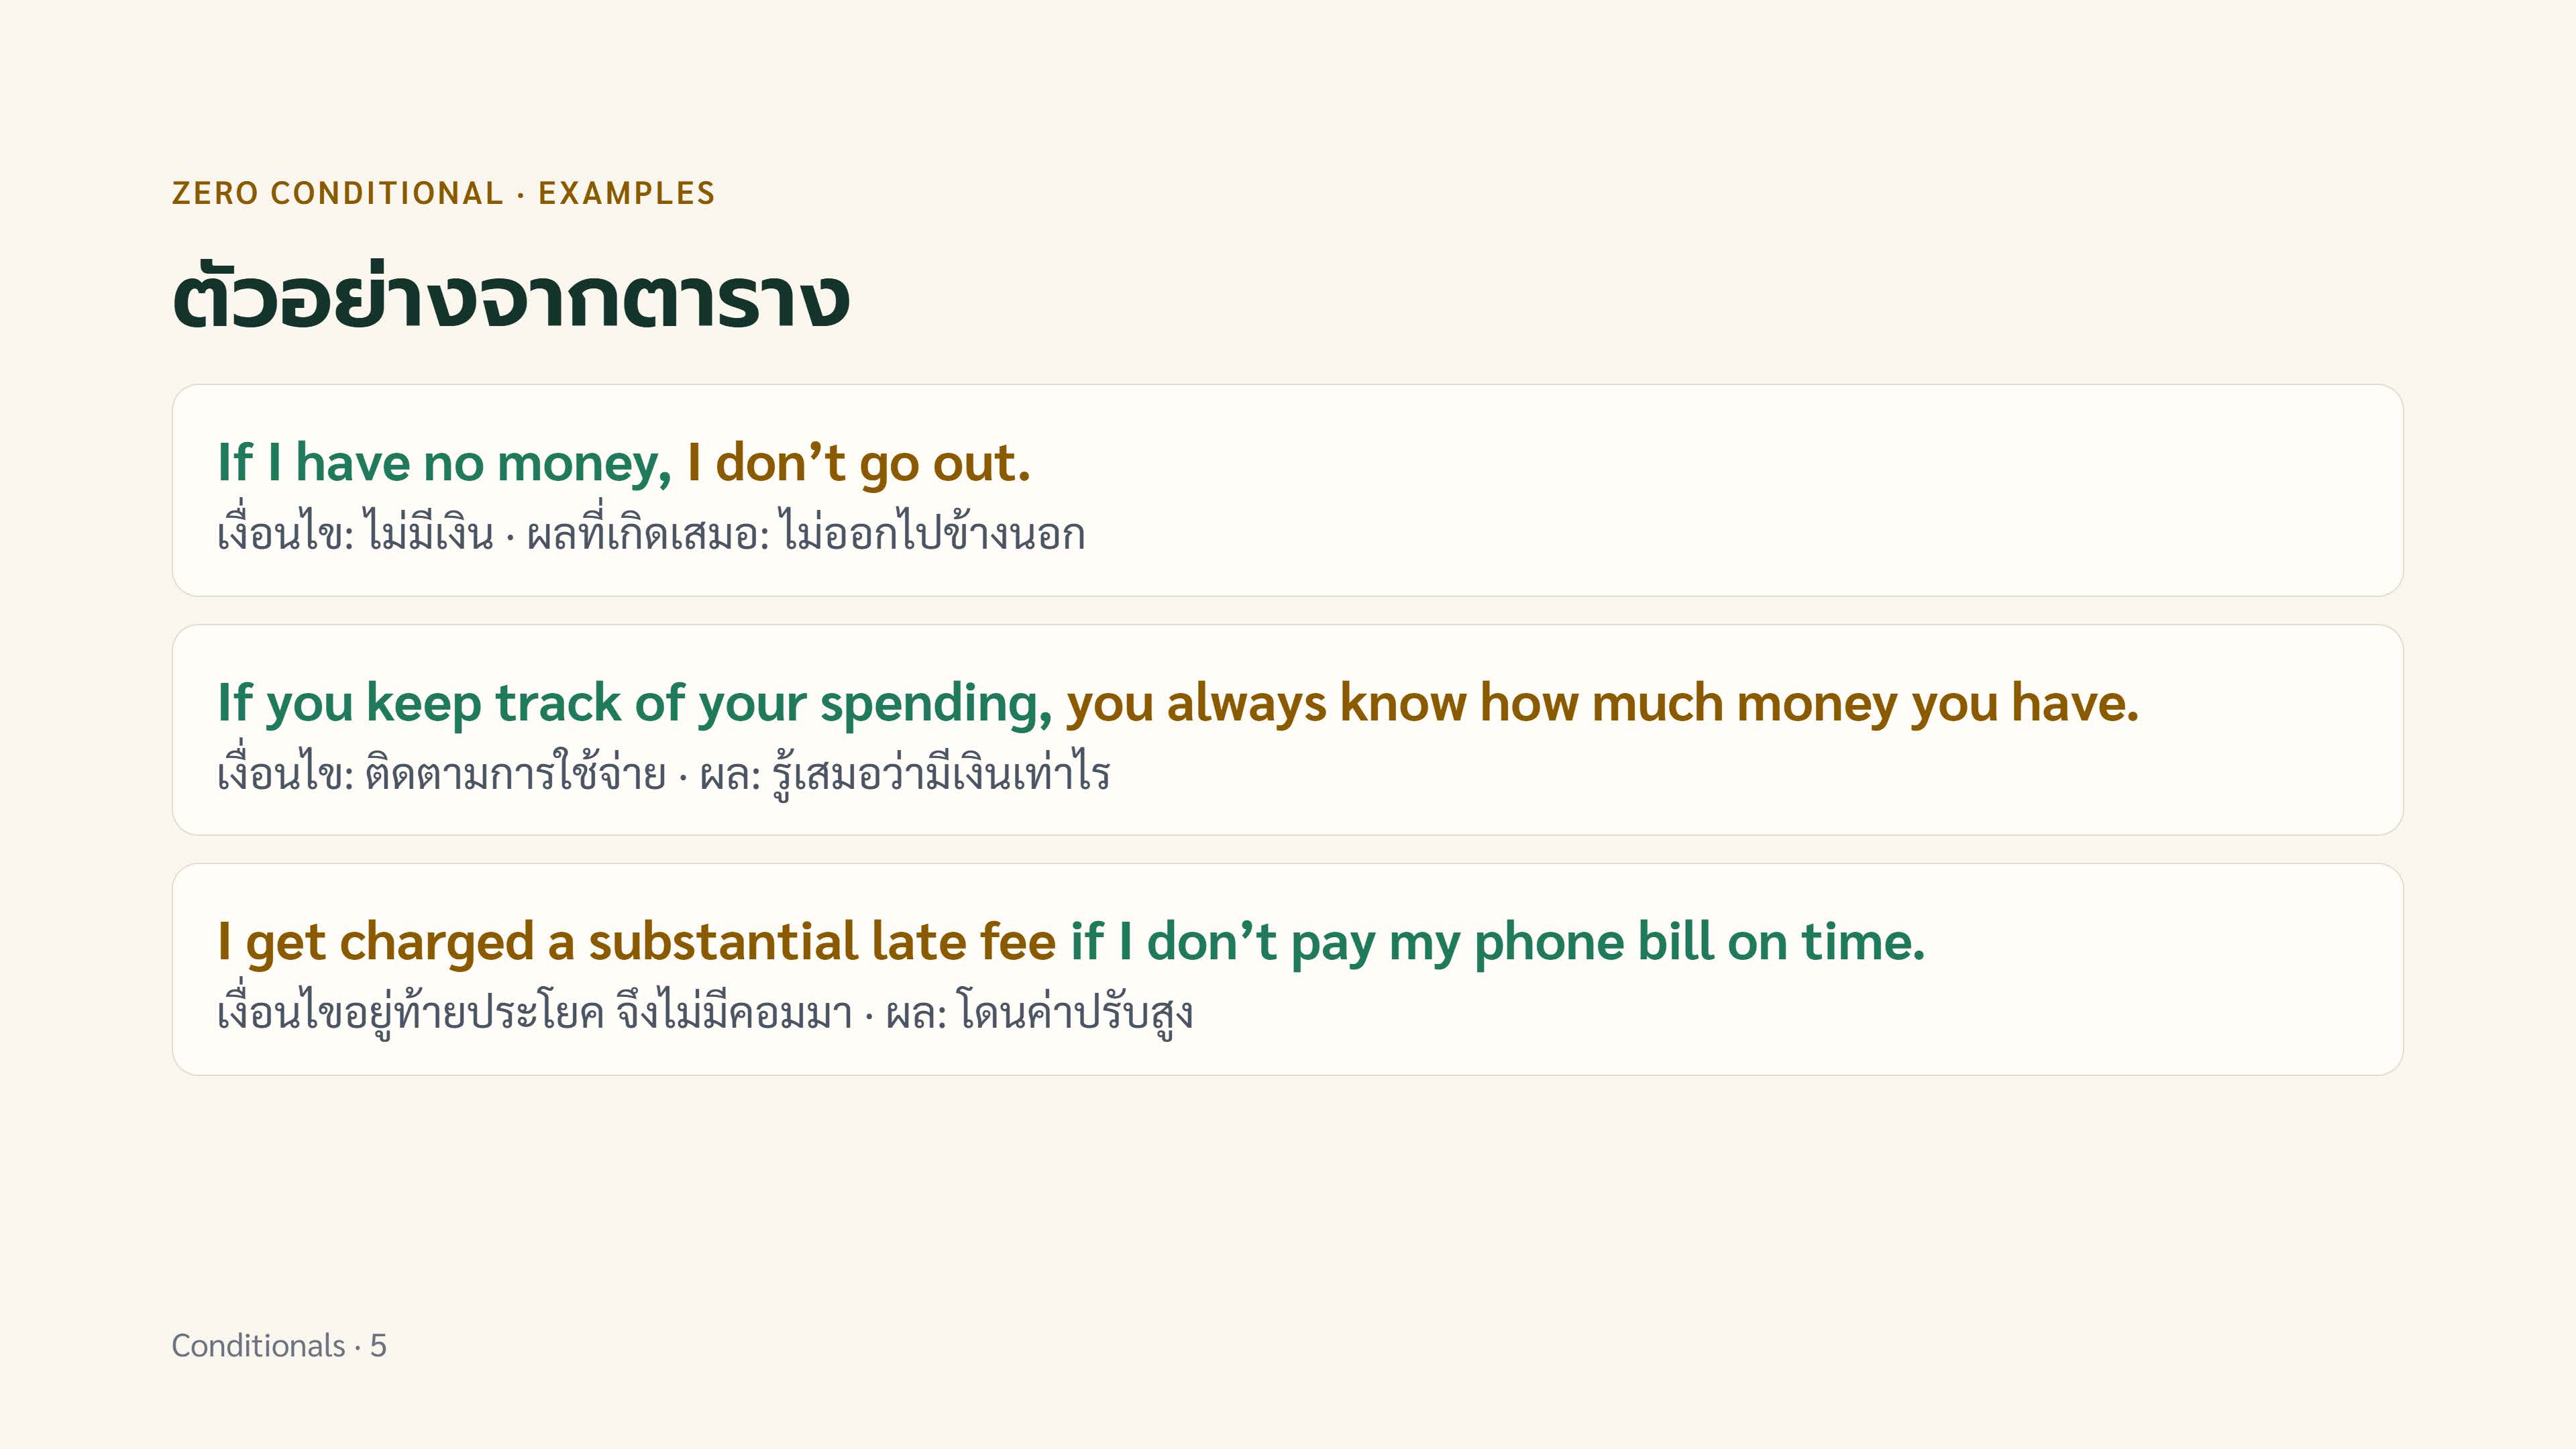 ZERO CONDITIONAL · EXAMPLES
ตัวอย่างจากตาราง
If I have no money, I don’t go out.
เงื่อนไข: ไม่มีเงิน · ผลที่เกิดเสมอ: ไม่ออกไปข้างนอก
If you keep track of your spending, you always know how much money you have.
เงื่อนไข: ติดตามการใช้จ่าย · ผล: รู้เสมอว่ามีเงินเท่าไร
I get charged a substantial late fee if I don’t pay my phone bill on time.
เงื่อนไขอยู่ท้ายประโยค จึงไม่มีคอมมา · ผล: โดนค่าปรับสูง
Conditionals · 5